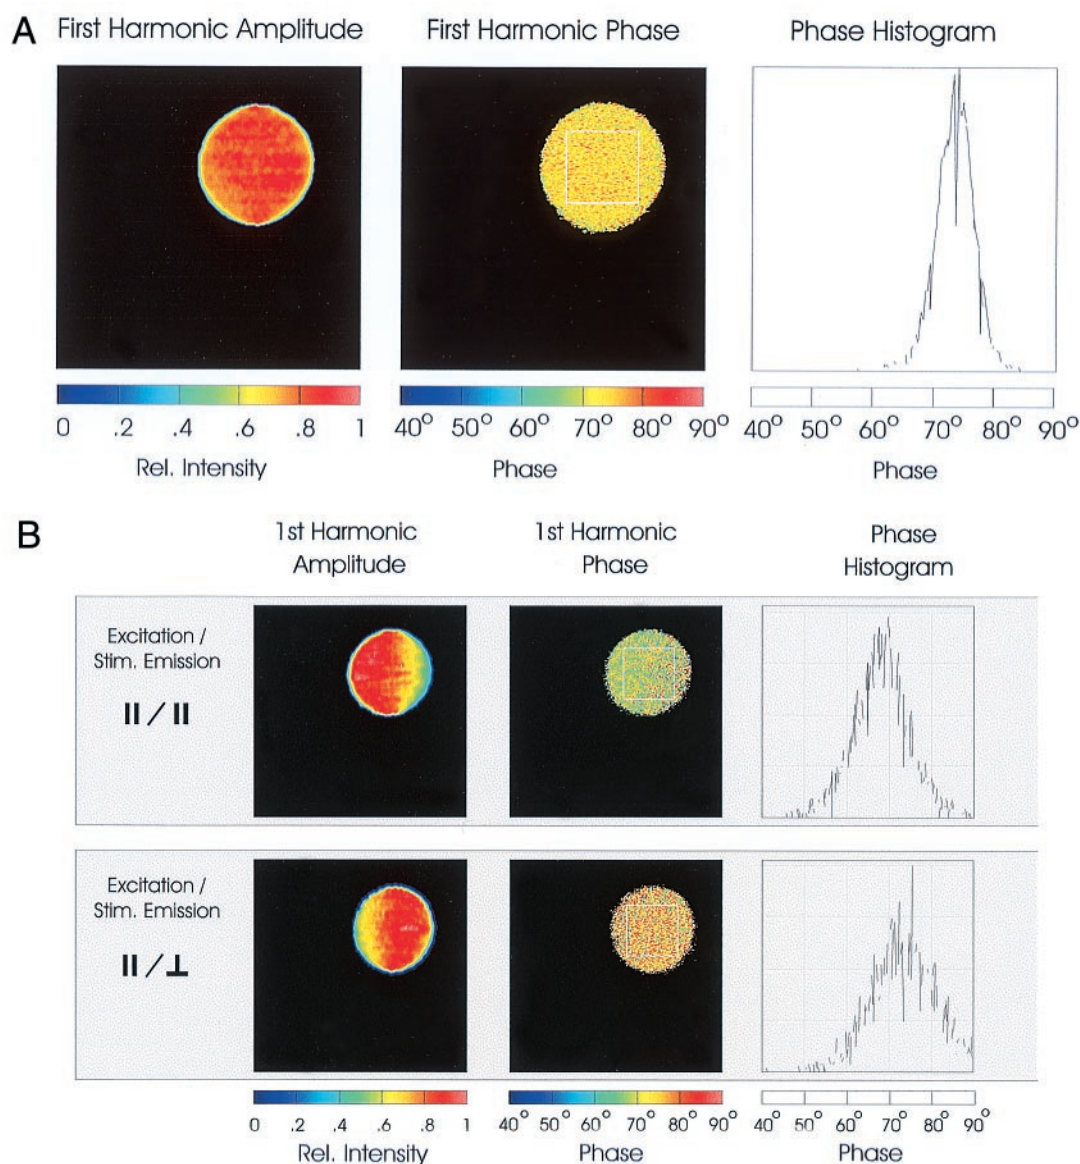 A
First Harmonic Amplitude
First Harmonic Phase
Phase Histogram
0 .2 .4 .6 .8 1
Rel. Intensity
40° 50° 60° 70° 80° 90°
Phase
40° 50° 60° 70° 80° 90°
Phase
B
1st Harmonic
Amplitude
1st Harmonic
Phase
Phase
Histogram
Excitation /
Stim. Emission
II / II
Excitation /
Stim. Emission
II / ⊥
0 .2 .4 .6 .8 1
Rel. Intensity
40° 50° 60° 70° 80° 90°
Phase
40° 50° 60° 70° 80° 90°
Phase